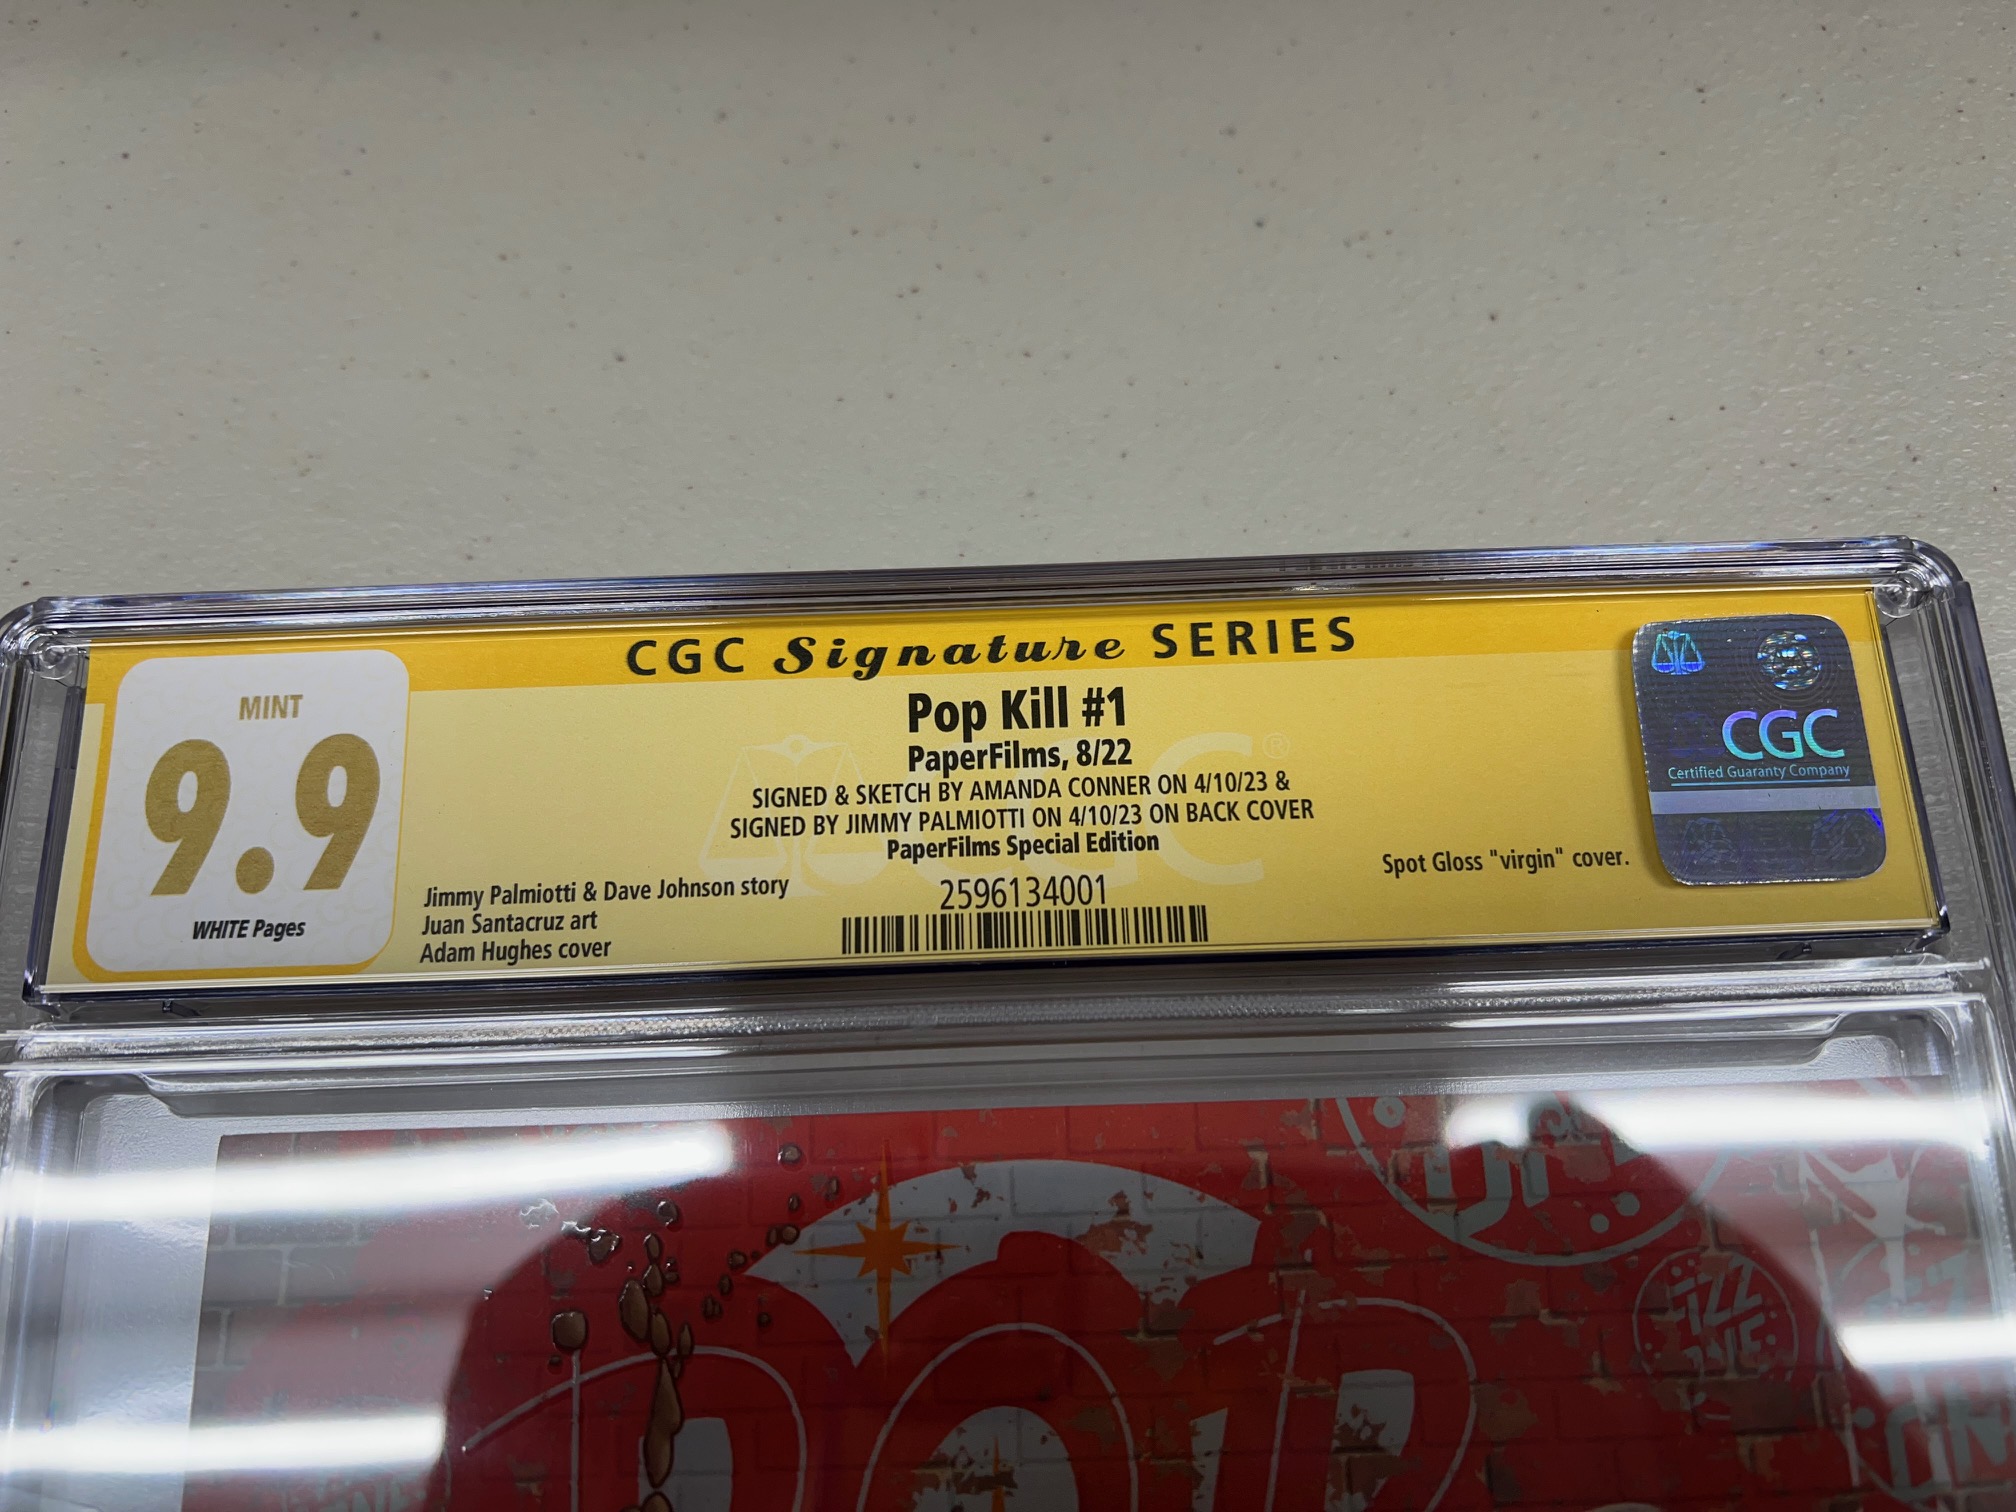 CGC Signature SERIES
MINT
9.9
WHITE Pages
Pop Kill #1
PaperFilms, 8/22
SIGNED & SKETCH BY AMANDA CONNER ON 4/10/23 &
SIGNED BY JIMMY PALMIOTTI ON 4/10/23 ON BACK COVER
PaperFilms Special Edition
2596134001
Jimmy Palmiotti & Dave Johnson story
Juan Santacruz art
Adam Hughes cover
Spot Gloss "virgin" cover.
CGC
Certified Guaranty Company
CGC®
POP